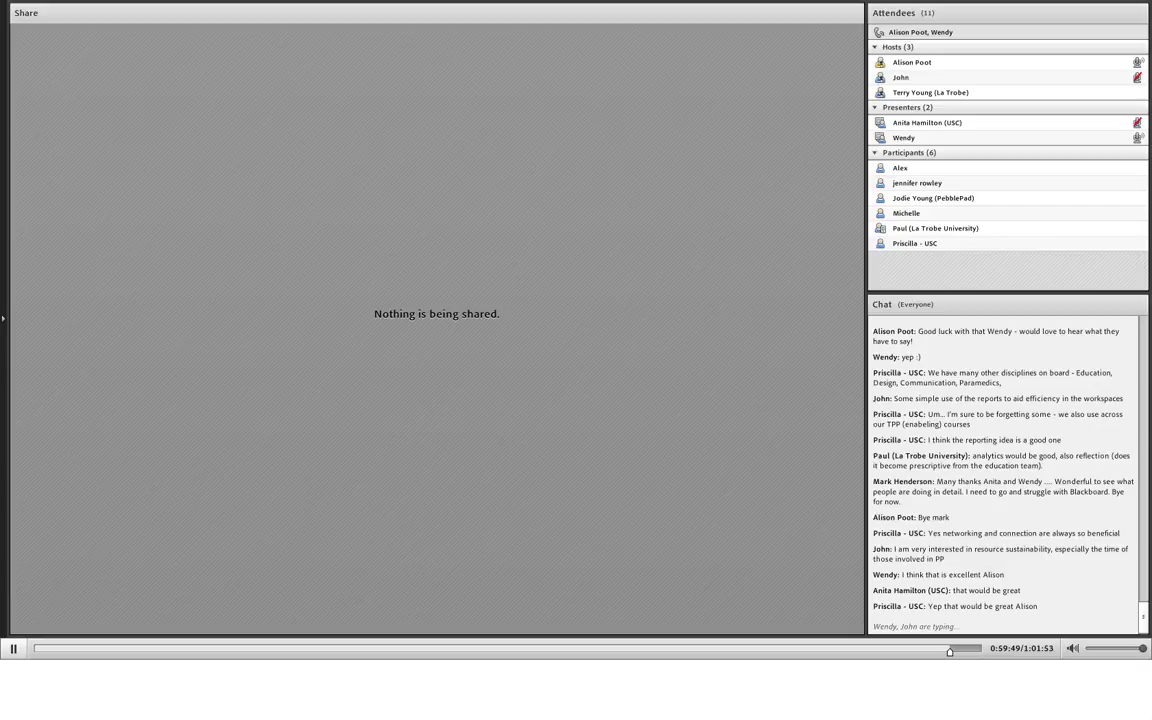 Share
Nothing is being shared.
Attendees (11)
Alison Poot, Wendy
Hosts (3)
Alison Poot
John
Terry Young (La Trobe)
Presenters (2)
Anita Hamilton (USC)
Wendy
Participants (6)
Alex
jennifer rowley
Jodie Young (PebblePad)
Michelle
Paul (La Trobe University)
Priscilla - USC
Chat (Everyone)
Alison Poot: Good luck with that Wendy - would love to hear what they
have to say!
Wendy: yep :)
Priscilla - USC: We have many other disciplines on board - Education,
Design, Communication, Paramedics,
John: Some simple use of the reports to aid efficiency in the workspaces
Priscilla - USC: Um... I'm sure to be forgetting some - we also use across
our TPP (enabeling) courses
Priscilla - USC: I think the reporting idea is a good one
Paul (La Trobe University): analytics would be good, also reflection (does
it become prescriptive from the education team).
Mark Henderson: Many thanks Anita and Wendy .... Wonderful to see what
people are doing in detail. I need to go and struggle with Blackboard. Bye
for now.
Alison Poot: Bye mark
Priscilla - USC: Yes networking and connection are always so beneficial
John: I am very interested in resource sustainability, especially the time of
those involved in PP
Wendy: I think that is excellent Alison
Anita Hamilton (USC): that would be great
Priscilla - USC: Yep that would be great Alison
Wendy, John are typing...
0:59:49/1:01:53